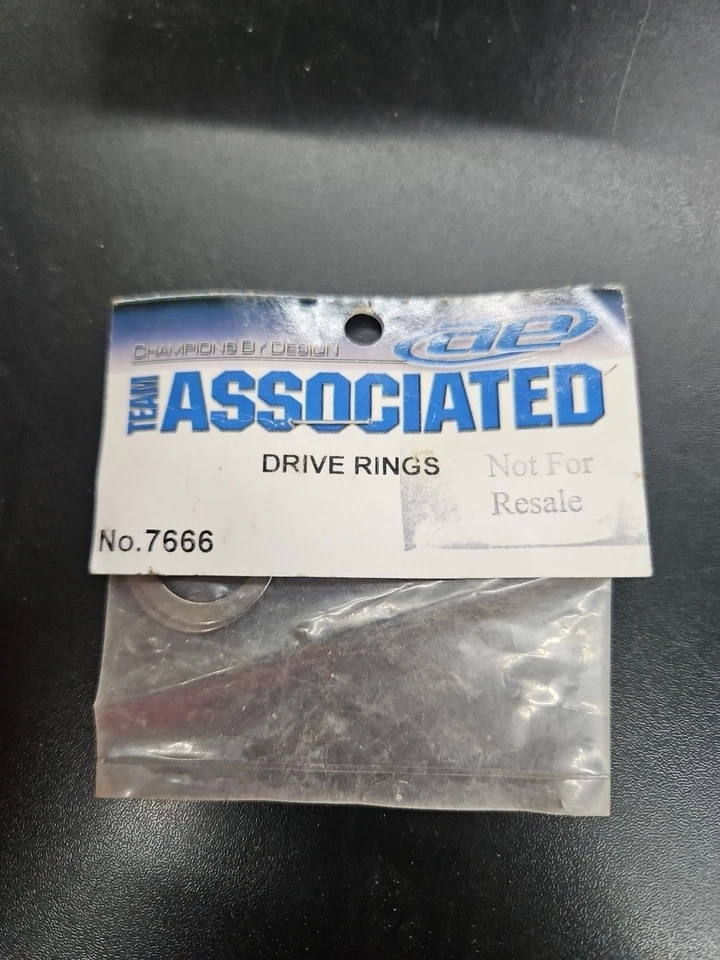 CHAMPIONS BY DESIGN
ae
TEAM ASSOCIATED
DRIVE RINGS
Not For
Resale
No.7666